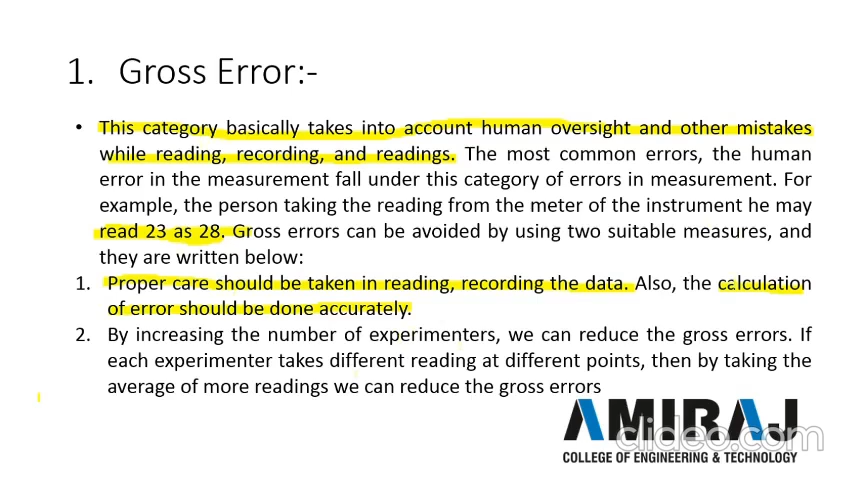 1. Gross Error:-
• This category basically takes into account human oversight and other mistakes
while reading, recording, and readings. The most common errors, the human
error in the measurement fall under this category of errors in measurement. For
example, the person taking the reading from the meter of the instrument he may
read 23 as 28. Gross errors can be avoided by using two suitable measures, and
they are written below:
1. Proper care should be taken in reading, recording the data. Also, the calculation
of error should be done accurately.
2. By increasing the number of experimenters, we can reduce the gross errors. If
each experimenter takes different reading at different points, then by taking the
average of more readings we can reduce the gross errors
AMIRAJ
clideo.com
COLLEGE OF ENGINEERING & TECHNOLOGY